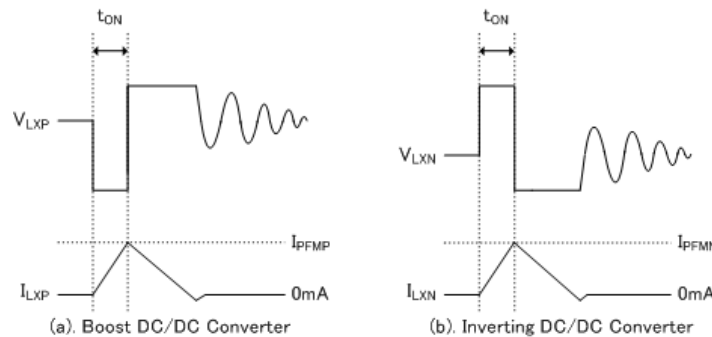 tON
tON
VLXP
VLXN
IPFMP
IPFMN
ILXP
0mA
ILXN
0mA
(a). Boost DC/DC Converter
(b). Inverting DC/DC Converter